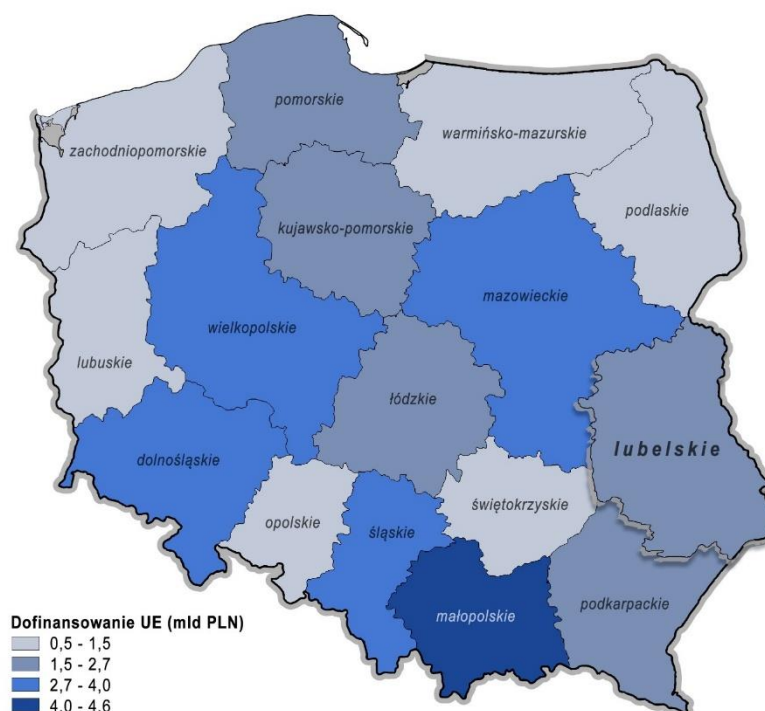 pomorskie
warmińsko-mazurskie
zachodniopomorskie
podlaskie
kujawsko-pomorskie
mazowieckie
wielkopolskie
lubuskie
łódzkie
lubelskie
dolnośląskie
świętokrzyskie
opolskie
śląskie
podkarpackie
małopolskie
Dofinansowanie UE (mld PLN)
0,5 - 1,5
1,5 - 2,7
2,7 - 4,0
4,0 - 4,6